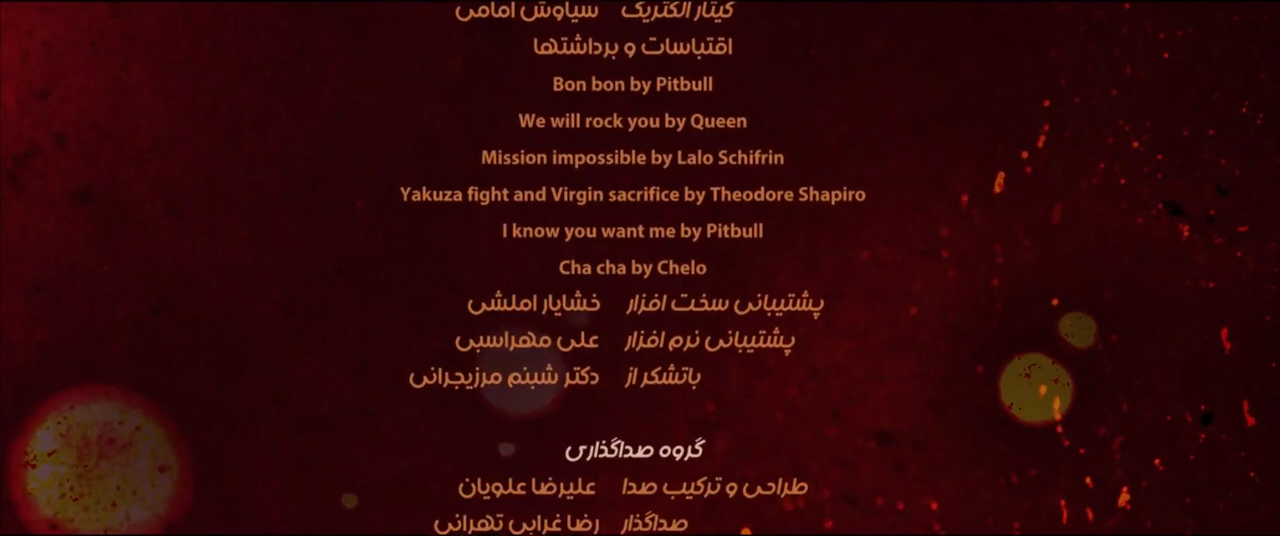 گیتار الکتریک سیاوش امامی
اقتباسات و برداشتها
Bon bon by Pitbull
We will rock you by Queen
Mission impossible by Lalo Schifrin
Yakuza fight and Virgin sacrifice by Theodore Shapiro
I know you want me by Pitbull
Cha cha by Chelo
پشتیبانی سخت افزار خشایار املشی
پشتیبانی نرم افزار علی مهراسبی
باتشکر از دکتر شبنم مرزیجرانی
گروه صداگذاری
طراحی و ترکیب صدا علیرضا علویان
صداگذار رضا غرابی تهرانی